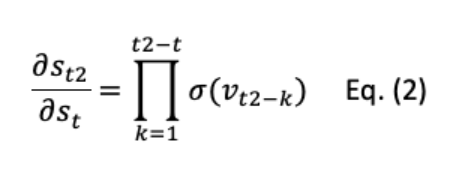 ∂s_{t2}/∂s_t = ∏_{k=1}^{t2−t} σ(v_{t2−k}) Eq. (2)